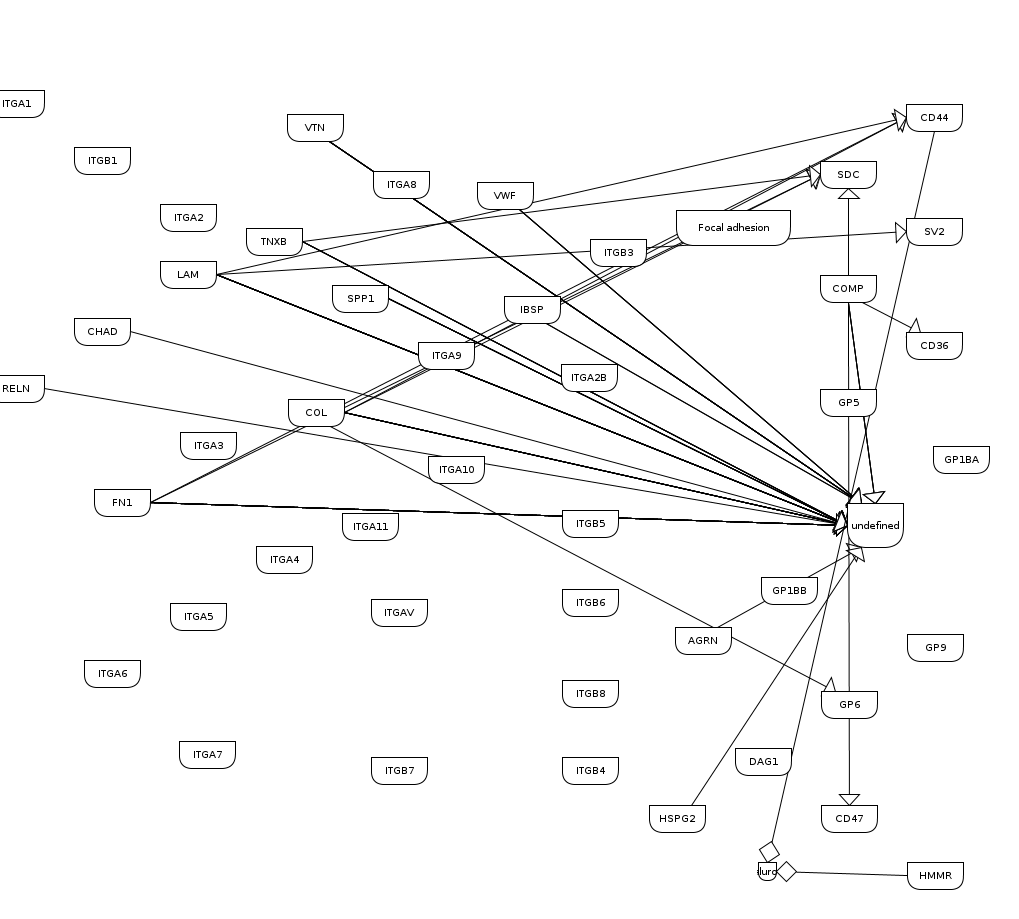 ITGA1
CD44
VTN
ITGB1
SDC
ITGA8
VWF
ITGA2
Focal adhesion
SV2
TNXB
ITGB3
LAM
COMP
SPP1
IBSP
CHAD
CD36
ITGA9
ITGA2B
RELN
GP5
COL
ITGA3
GP1BA
ITGA10
FN1
ITGA11
ITGB5
undefined
ITGA4
GP1BB
ITGB6
ITGAV
ITGA5
AGRN
GP9
ITGA6
ITGB8
GP6
ITGA7
DAG1
ITGB7
ITGB4
HSPG2
CD47
HMMR